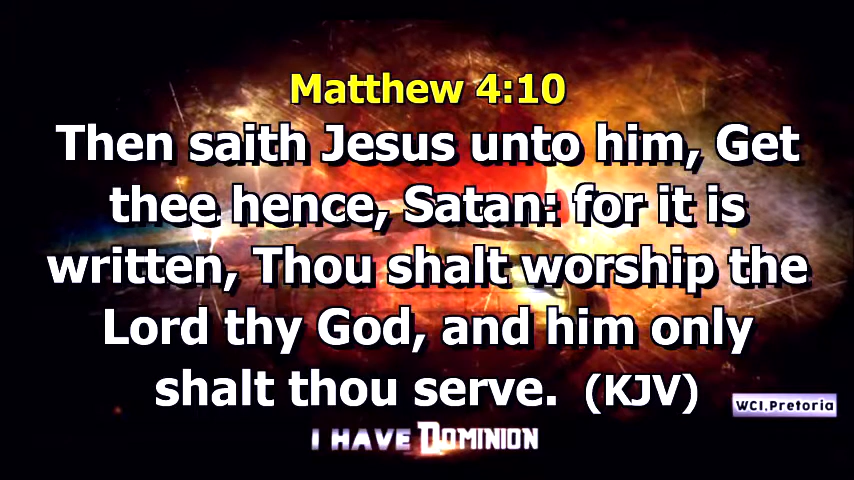 Matthew 4:10
Then saith Jesus unto him, Get
thee hence, Satan: for it is
written, Thou shalt worship the
Lord thy God, and him only
shalt thou serve. (KJV)
WCI.Pretoria
I HAVE DOMINION